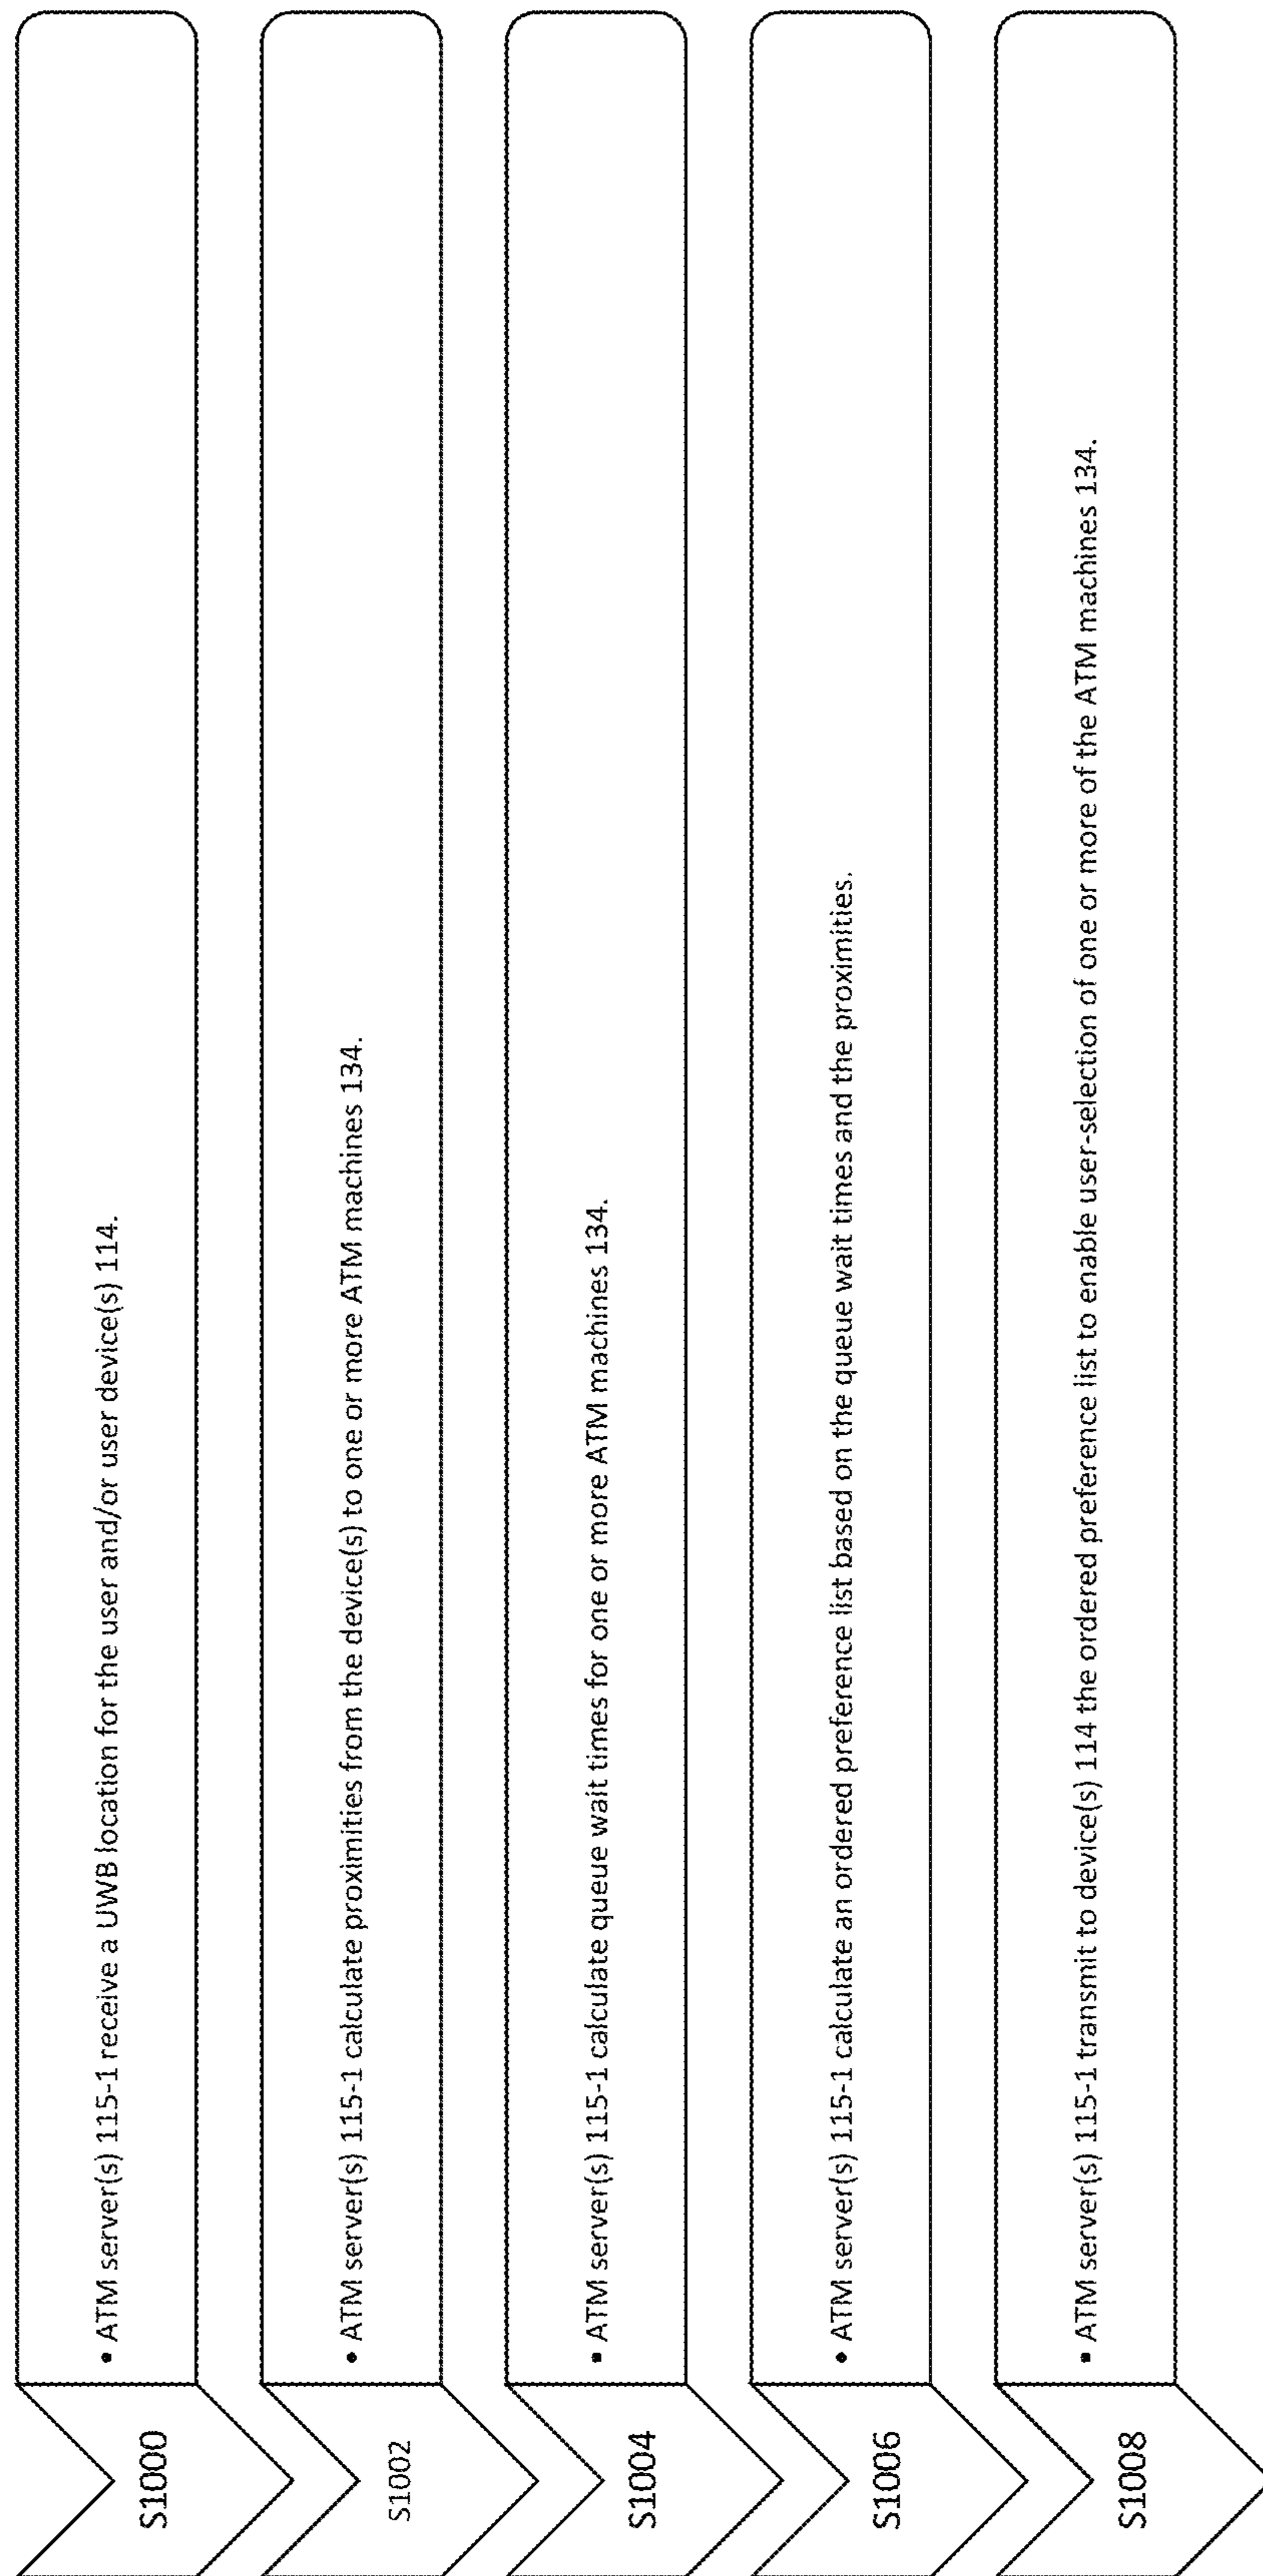 S1000
• ATM server(s) 115-1 receive a UWB location for the user and/or user device(s) 114.
S1002
• ATM server(s) 115-1 calculate proximities from the device(s) to one or more ATM machines 134.
S1004
• ATM server(s) 115-1 calculate queue wait times for one or more ATM machines 134.
S1006
• ATM server(s) 115-1 calculate an ordered preference list based on the queue wait times and the proximities.
S1008
• ATM server(s) 115-1 transmit to device(s) 114 the ordered preference list to enable user-selection of one or more of the ATM machines 134.